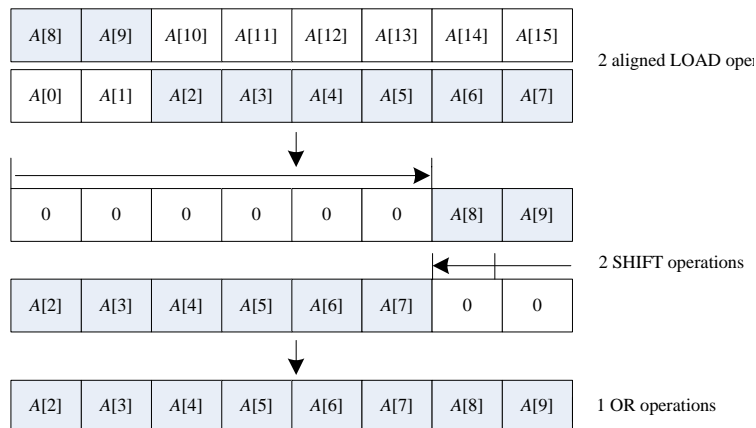 A[8] A[9] A[10] A[11] A[12] A[13] A[14] A[15]
2 aligned LOAD oper
A[0] A[1] A[2] A[3] A[4] A[5] A[6] A[7]
0 0 0 0 0 0 A[8] A[9]
2 SHIFT operations
A[2] A[3] A[4] A[5] A[6] A[7] 0 0
A[2] A[3] A[4] A[5] A[6] A[7] A[8] A[9] 1 OR operations